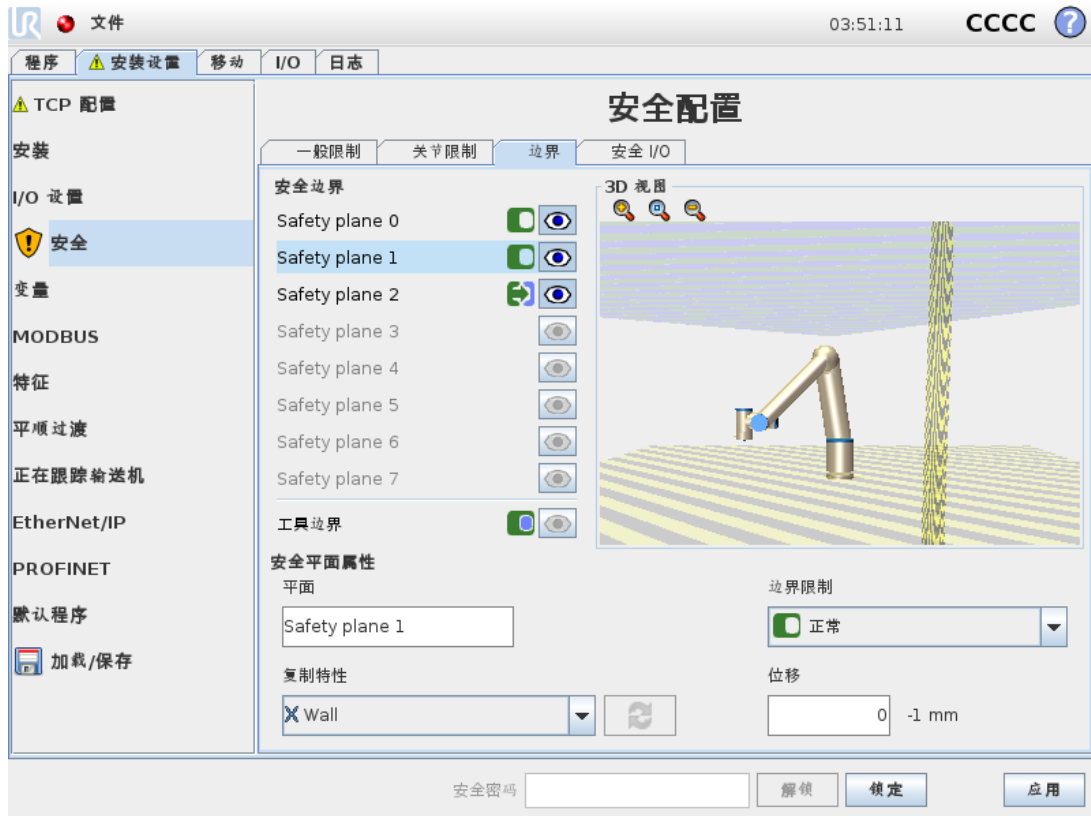 UR 文件 03:51:11 CCCC ?
程序 安装设置 移动 I/O 日志
TCP 配置
安装
I/O 设置
安全
变量
MODBUS
特征
平顺过渡
正在跟踪输送机
EtherNet/IP
PROFINET
默认程序
加载/保存
安全配置
一般限制 关节限制 边界 安全 I/O
安全边界
Safety plane 0
Safety plane 1
Safety plane 2
Safety plane 3
Safety plane 4
Safety plane 5
Safety plane 6
Safety plane 7
工具边界
3D 视图
安全平面属性
平面
Safety plane 1
复制特性
Wall
边界限制
正常
位移
0 -1 mm
安全密码 解锁 锁定 应用